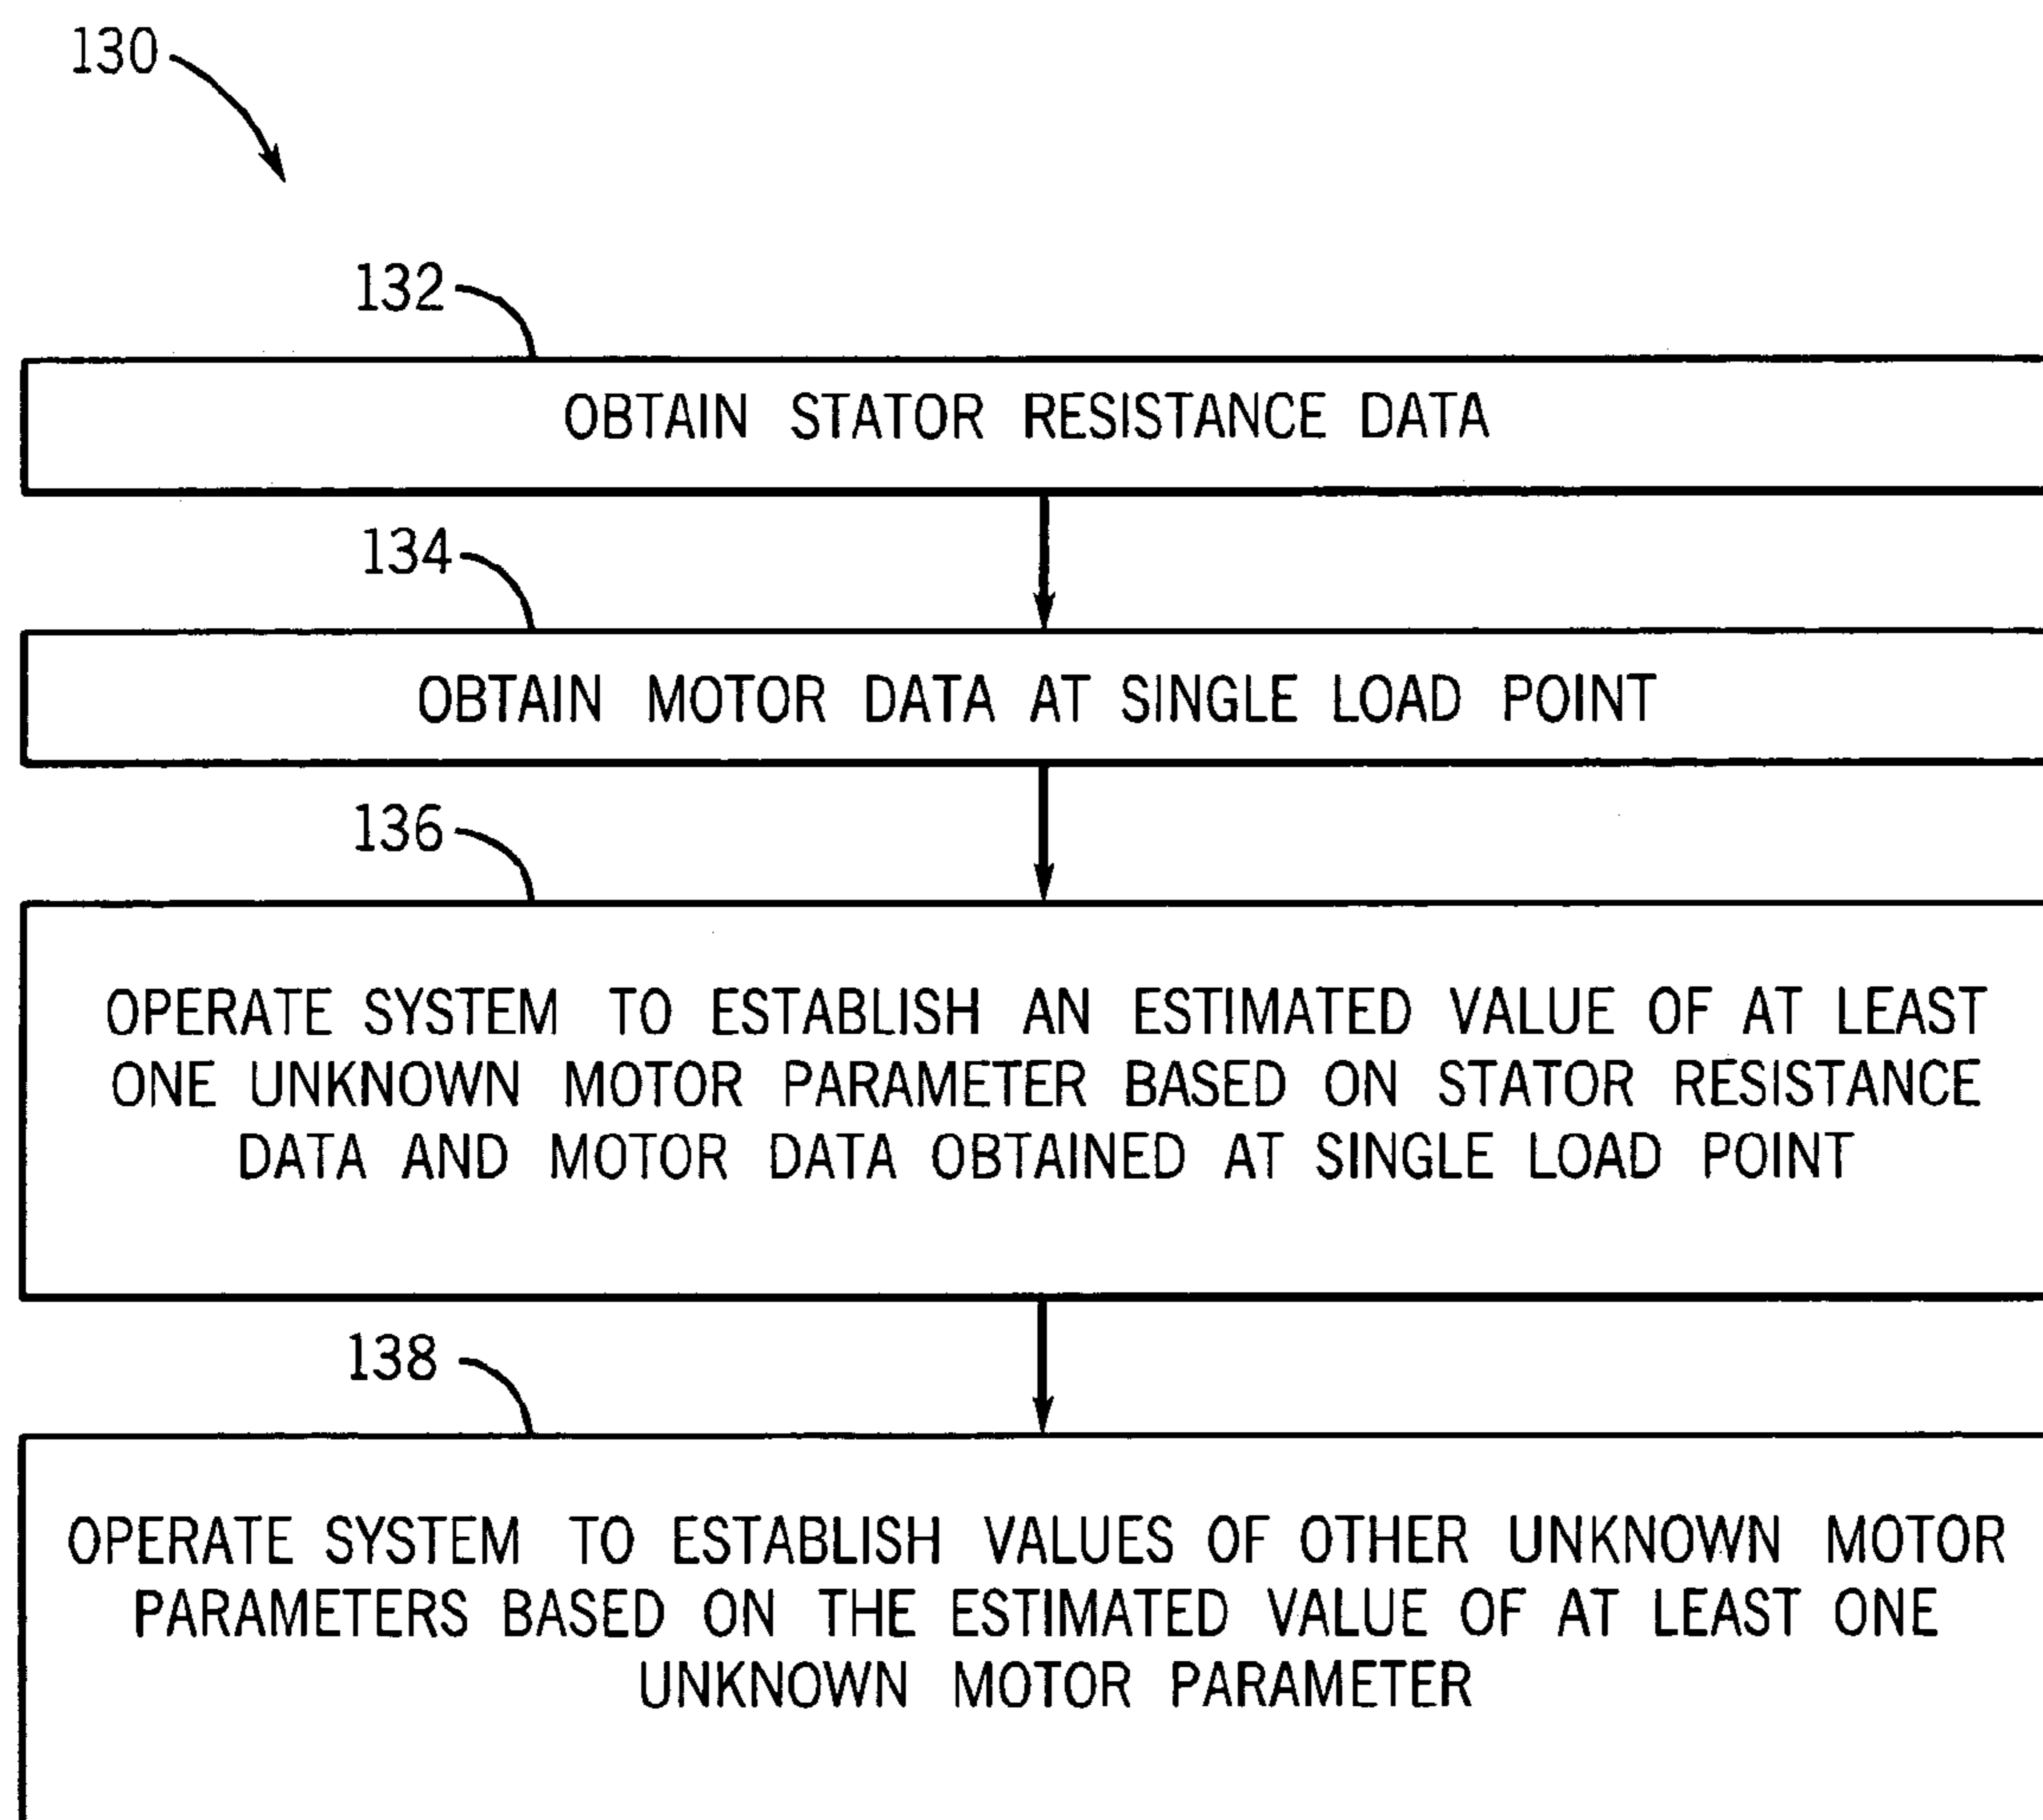 130
132
OBTAIN STATOR RESISTANCE DATA
134
OBTAIN MOTOR DATA AT SINGLE LOAD POINT
136
OPERATE SYSTEM TO ESTABLISH AN ESTIMATED VALUE OF AT LEAST
ONE UNKNOWN MOTOR PARAMETER BASED ON STATOR RESISTANCE
DATA AND MOTOR DATA OBTAINED AT SINGLE LOAD POINT
138
OPERATE SYSTEM TO ESTABLISH VALUES OF OTHER UNKNOWN MOTOR
PARAMETERS BASED ON THE ESTIMATED VALUE OF AT LEAST ONE
UNKNOWN MOTOR PARAMETER